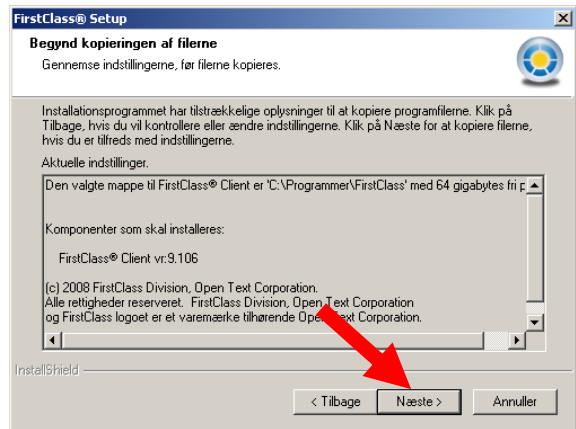 FirstClass® Setup
Begynd kopieringen af filerne
Gennemse indstillingerne, før filerne kopieres.
Installationsprogrammet har tilstrækkelige oplysninger til at kopiere programfilerne. Klik på
Tilbage, hvis du vil kontrollere eller ændre indstillingerne. Klik på Næste for at kopiere filerne,
hvis du er tilfreds med indstillingerne.
Aktuelle indstillinger.
Den valgte mappe til FirstClass® Client er 'C:\Programmer\FirstClass' med 64 gigabytes fri
Komponenter som skal installeres:
FirstClass® Client vr:9.106
(c) 2008 FirstClass Division, Open Text Corporation.
Alle rettigheder reserveret. FirstClass Division, Open Text Corporation
og FirstClass logoet er et varemærke tilhørende Open Text Corporation.
InstallShield
< Tilbage
Næste >
Annuller